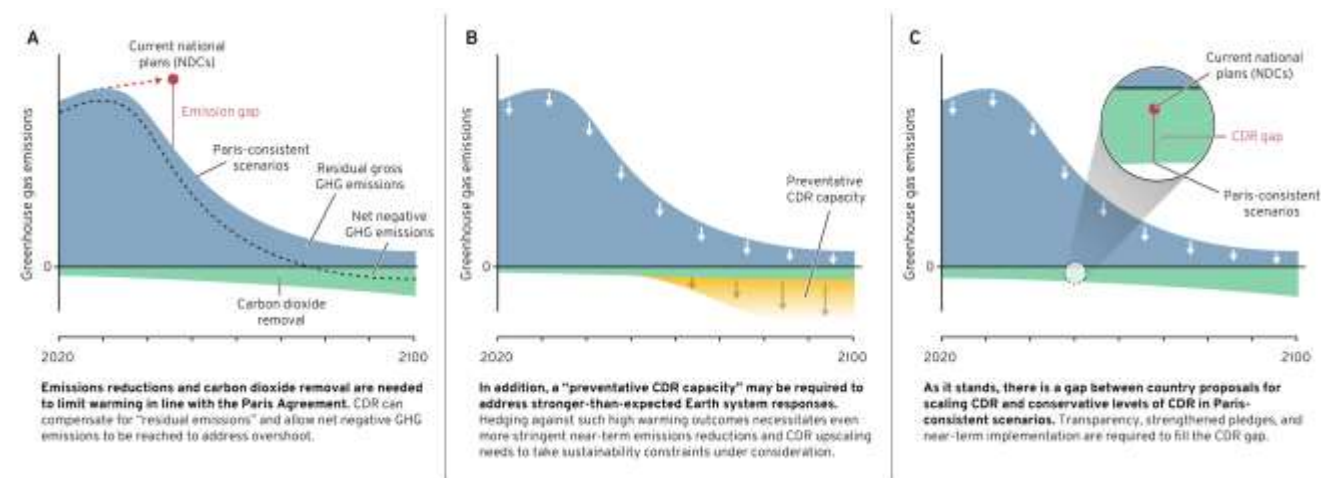 A
Current national
plans (NDCs)
Emission gap
Paris-consistent
scenarios
Residual gross
GHG emissions
Net negative
GHG emissions
Greenhouse gas emissions
0
Carbon dioxide
removal
2020
2100
Emissions reductions and carbon dioxide removal are needed
to limit warming in line with the Paris Agreement. CDR can
compensate for "residual emissions" and allow net negative GHG
emissions to be reached to address overshoot.
B
Greenhouse gas emissions
0
Preventative
CDR capacity
2020
2100
In addition, a "preventative CDR capacity" may be required to
address stronger-than-expected Earth system responses.
Hedging against such high warming outcomes necessitates even
more stringent near-term emissions reductions and CDR upscaling
needs to take sustainability constraints under consideration.
C
Current national
plans (NDCs)
CDR gap
Paris-consistent
scenarios
Greenhouse gas emissions
0
2020
2100
As it stands, there is a gap between country proposals for
scaling CDR and conservative levels of CDR in Paris-
consistent scenarios. Transparency, strengthened pledges, and
near-term implementation are required to fill the CDR gap.